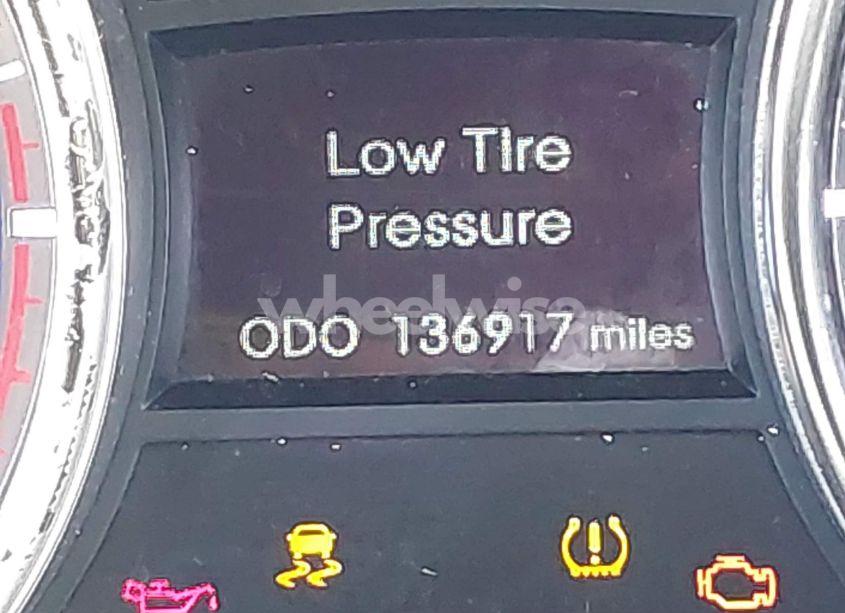 Low Tire
Pressure
wheelwise
ODO 136917 miles